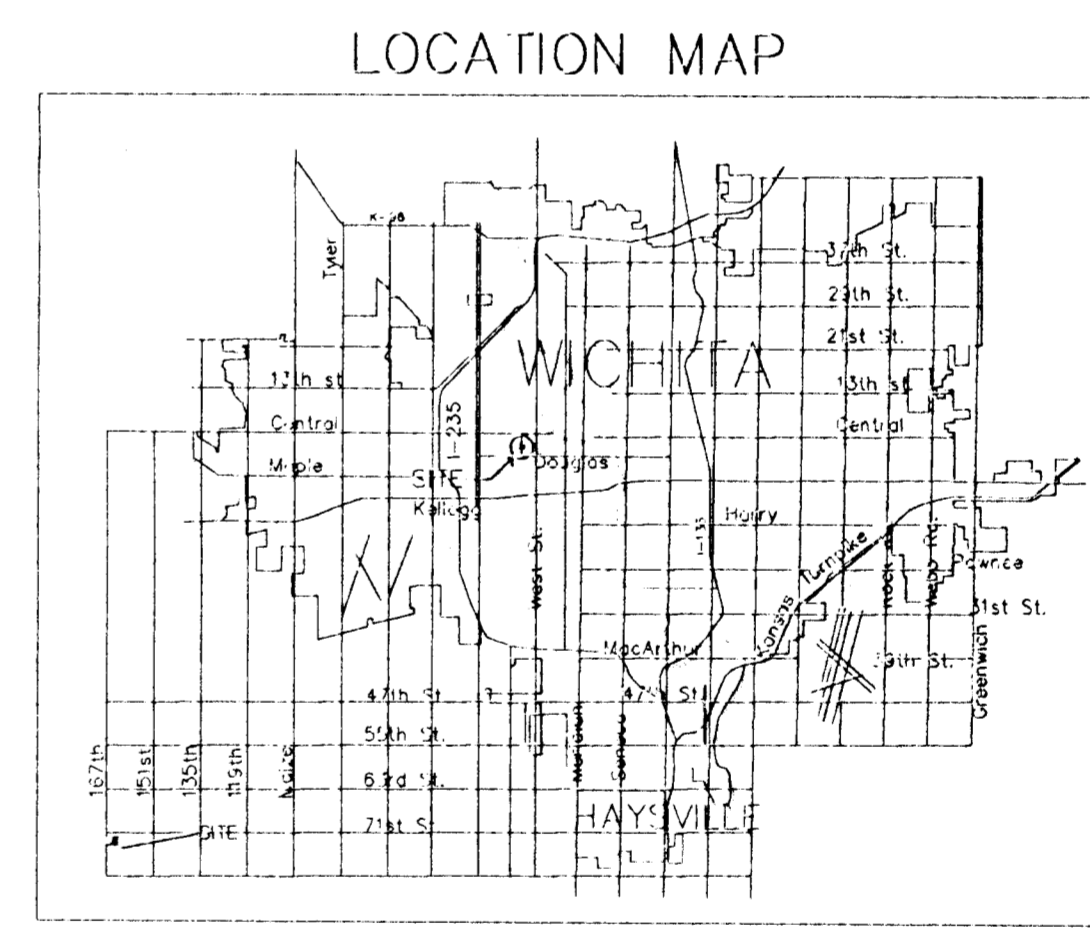 LOCATION MAP
Tyler
37th St.
29th St.
21st St.
WICHITA
13th st
13th st
Central
Central
I-235
Maple
Douglas
SITE
Kellogg
Harry
I-135
West St.
Kansas Turnpike
Rock
Webb Rd.
Pawnee
31st St.
MacArthur
39th St.
Greenwich
47th St
47th St
55th St.
Meridian
Seneca
167th
151st
135th
119th
Maize
63rd St.
HAYSVILLE
71st St
SITE